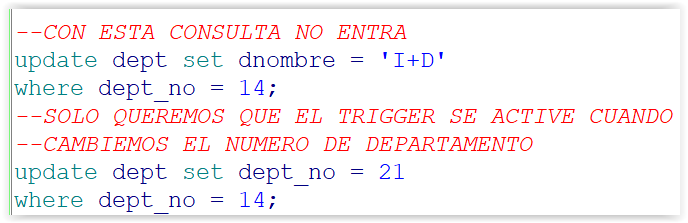 --CON ESTA CONSULTA NO ENTRA
update dept set dnombre = 'I+D'
where dept_no = 14;
--SOLO QUEREMOS QUE EL TRIGGER SE ACTIVE CUANDO
--CAMBIEMOS EL NUMERO DE DEPARTAMENTO
update dept set dept_no = 21
where dept_no = 14;